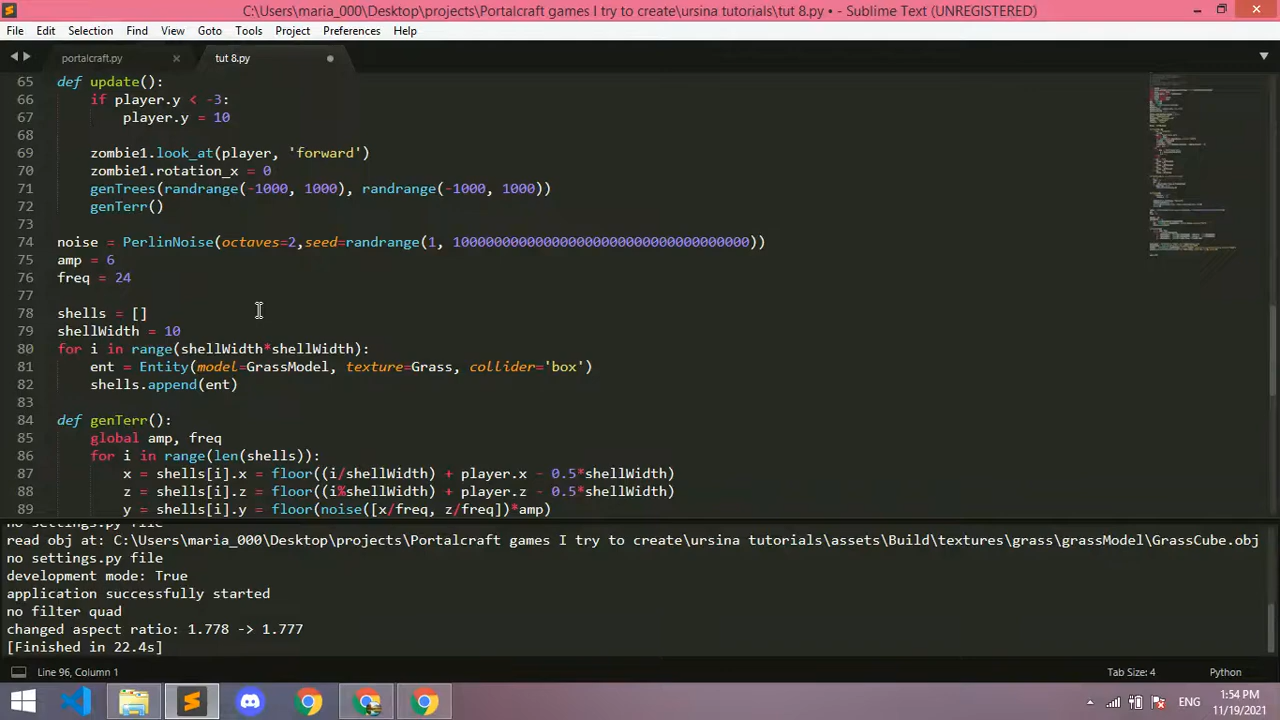 C:\Users\maria_000\Desktop\projects\Portalcraft games I try to create\ursina tutorials\tut 8.py • - Sublime Text (UNREGISTERED)
File Edit Selection Find View Goto Tools Project Preferences Help
portalcraft.py tut 8.py
65 def update():
66 if player.y < -3:
67 player.y = 10
68
69 zombie1.look_at(player, 'forward')
70 zombie1.rotation_x = 0
71 genTrees(randrange(-1000, 1000), randrange(-1000, 1000))
72 genTerr()
73
74 noise = PerlinNoise(octaves=2,seed=randrange(1, 1000000000000000000000000000000000000))
75 amp = 6
76 freq = 24
77
78 shells = []
79 shellWidth = 10
80 for i in range(shellWidth*shellWidth):
81 ent = Entity(model=GrassModel, texture=Grass, collider='box')
82 shells.append(ent)
83
84 def genTerr():
85 global amp, freq
86 for i in range(len(shells)):
87 x = shells[i].x = floor((i/shellWidth) + player.x - 0.5*shellWidth)
88 z = shells[i].z = floor((i%shellWidth) + player.z - 0.5*shellWidth)
89 y = shells[i].y = floor(noise([x/freq, z/freq])*amp)
no settings.py file
read obj at: C:\Users\maria_000\Desktop\projects\Portalcraft games I try to create\ursina tutorials\assets\Build\textures\grass\grassModel\GrassCube.obj
no settings.py file
development mode: True
application successfully started
no filter quad
changed aspect ratio: 1.778 -> 1.777
[Finished in 22.4s]
Line 96, Column 1 Tab Size: 4 Python
ENG 1:54 PM
11/19/2021